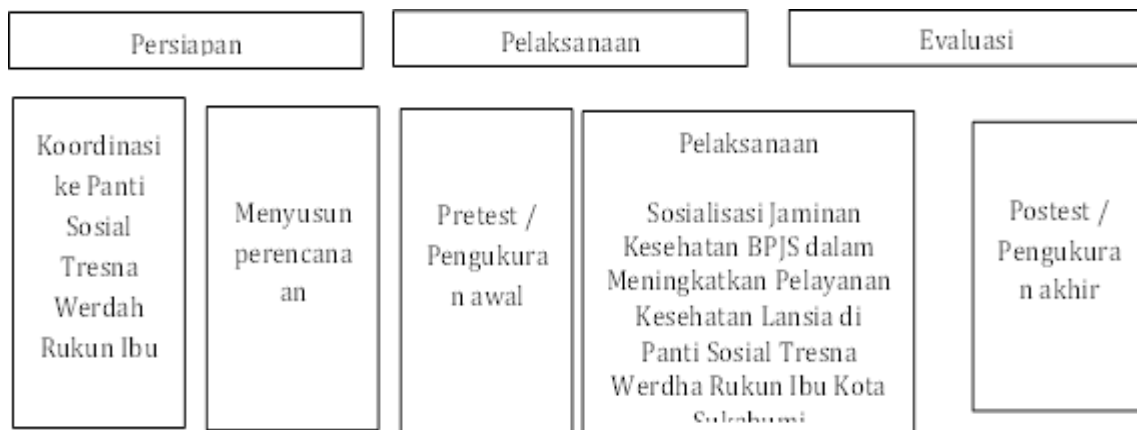 Persiapan
Pelaksanaan
Evaluasi
Koordinasi
ke Panti
Sosial
Tresna
Werdah
Rukun Ibu
Menyusun
perencana
an
Pretest /
Pengukura
n awal
Pelaksanaan
Sosialisasi Jaminan
Kesehatan BPJS dalam
Meningkatkan Pelayanan
Kesehatan Lansia di
Panti Sosial Tresna
Werdha Rukun Ibu Kota
Sukabumi
Postest /
Pengukura
n akhir